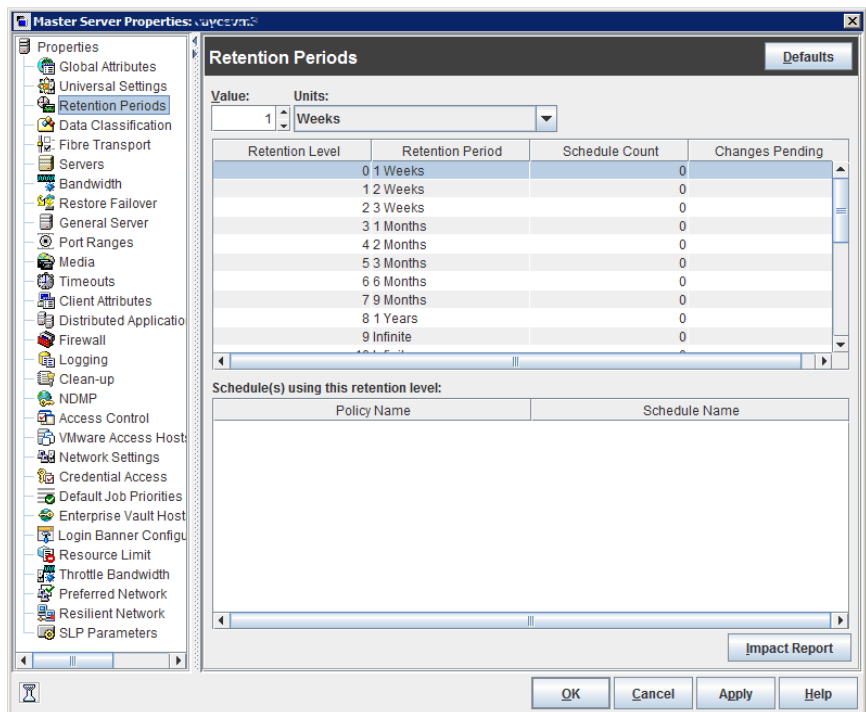 Master Server Properties:
Properties
Global Attributes
Universal Settings
Retention Periods
Data Classification
Fibre Transport
Servers
Bandwidth
Restore Failover
General Server
Port Ranges
Media
Timeouts
Client Attributes
Distributed Applicatio
Firewall
Logging
Clean-up
NDMP
Access Control
VMware Access Hosts
Network Settings
Credential Access
Default Job Priorities
Enterprise Vault Host
Login Banner Configu
Resource Limit
Throttle Bandwidth
Preferred Network
Resilient Network
SLP Parameters
Retention Periods
Defaults
Value: Units:
1 Weeks
Retention Level Retention Period Schedule Count Changes Pending
0 1 Weeks 0
1 2 Weeks 0
2 3 Weeks 0
3 1 Months 0
4 2 Months 0
5 3 Months 0
6 6 Months 0
7 9 Months 0
8 1 Years 0
9 Infinite 0
Schedule(s) using this retention level:
Policy Name Schedule Name
Impact Report
OK Cancel Apply Help